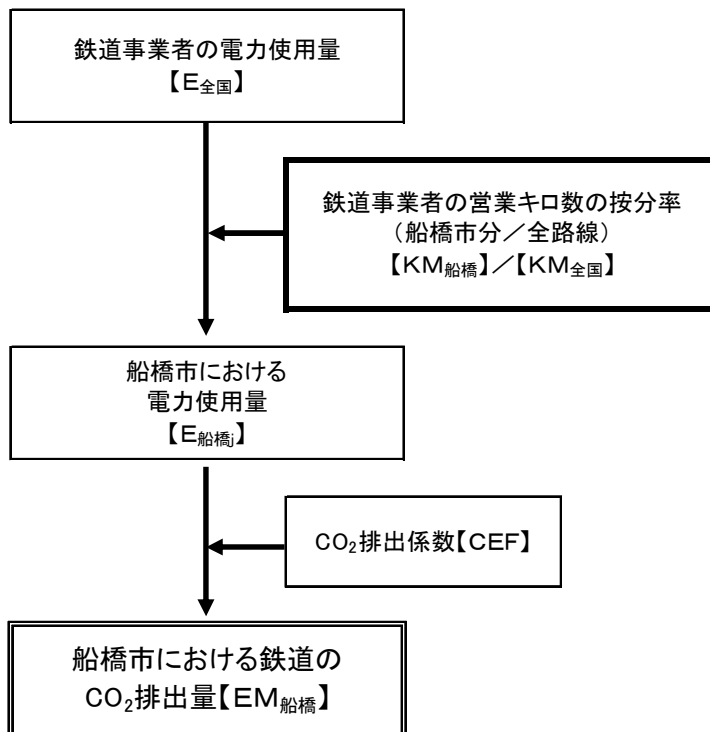 鉄道事業者の電力使用量
【E全国】
鉄道事業者の営業キロ数の按分率
（船橋市分／全路線）
【KM船橋】／【KM全国】
船橋市における
電力使用量
【E船橋j】
CO₂排出係数【CEF】
船橋市における鉄道の
CO₂排出量【EM船橋】